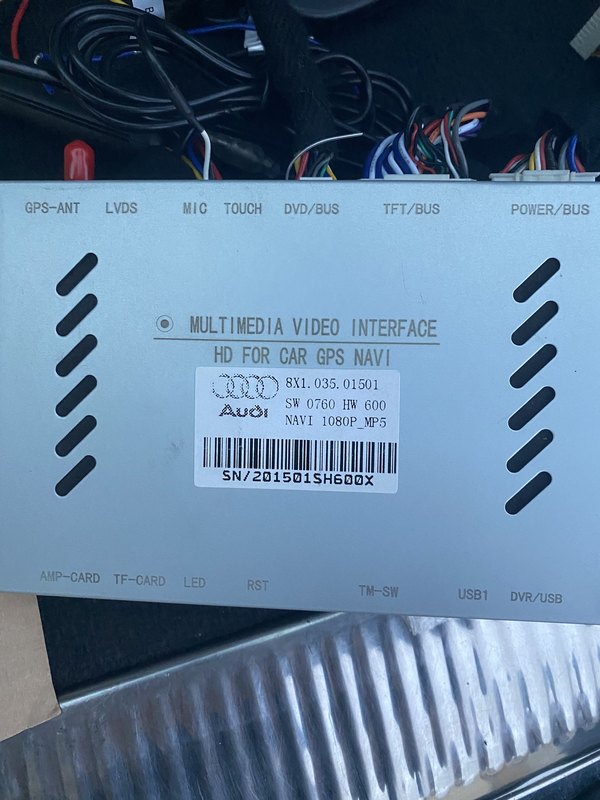 GPS-ANT LVDS MIC TOUCH DVD/BUS TFT/BUS POWER/BUS
MULTIMEDIA VIDEO INTERFACE
HD FOR CAR GPS NAVI
Audi
8X1.035.01501
SW 0760 HW 600
NAVI 1080P_MP5
SN/201501SH600X
AMP-CARD TF-CARD LED RST TM-SW USB1 DVR/USB